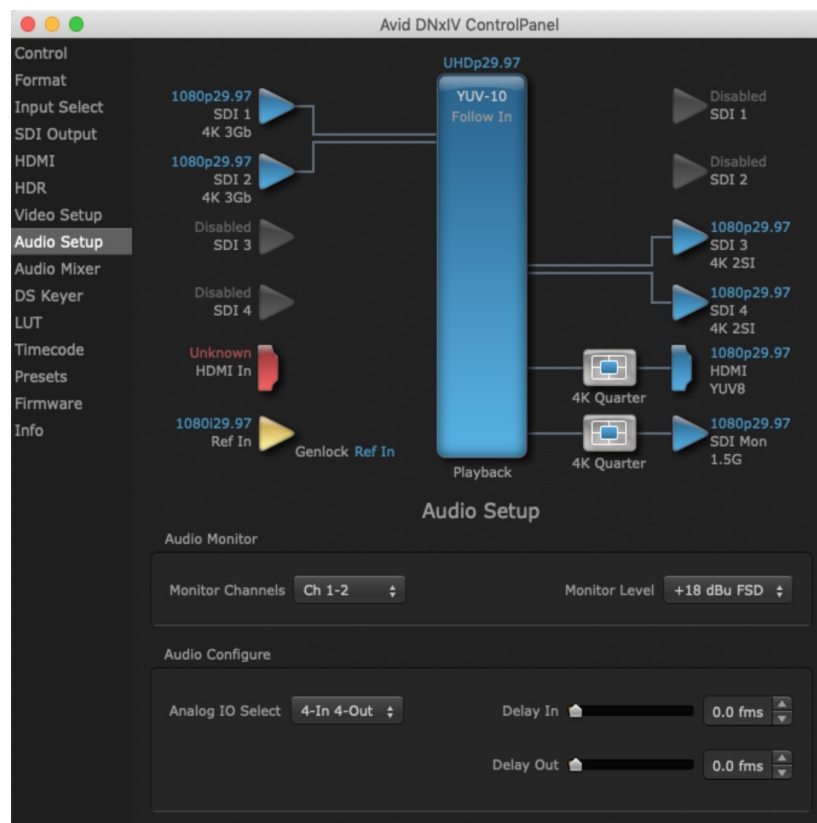 Avid DNxIV ControlPanel
Control
Format
Input Select
SDI Output
HDMI
HDR
Video Setup
Audio Setup
Audio Mixer
DS Keyer
LUT
Timecode
Presets
Firmware
Info
1080p29.97
SDI 1
4K 3Gb
1080p29.97
SDI 2
4K 3Gb
Disabled
SDI 3
Disabled
SDI 4
Unknown
HDMI In
1080i29.97
Ref In
Genlock Ref In
UHDp29.97
YUV-10
Follow In
Playback
4K Quarter
4K Quarter
Disabled
SDI 1
Disabled
SDI 2
1080p29.97
SDI 3
4K 2SI
1080p29.97
SDI 4
4K 2SI
1080p29.97
HDMI
YUV8
1080p29.97
SDI Mon
1.5G
Audio Setup
Audio Monitor
Monitor Channels Ch 1-2
Monitor Level +18 dBu FSD
Audio Configure
Analog IO Select 4-In 4-Out
Delay In 0.0 fms
Delay Out 0.0 fms